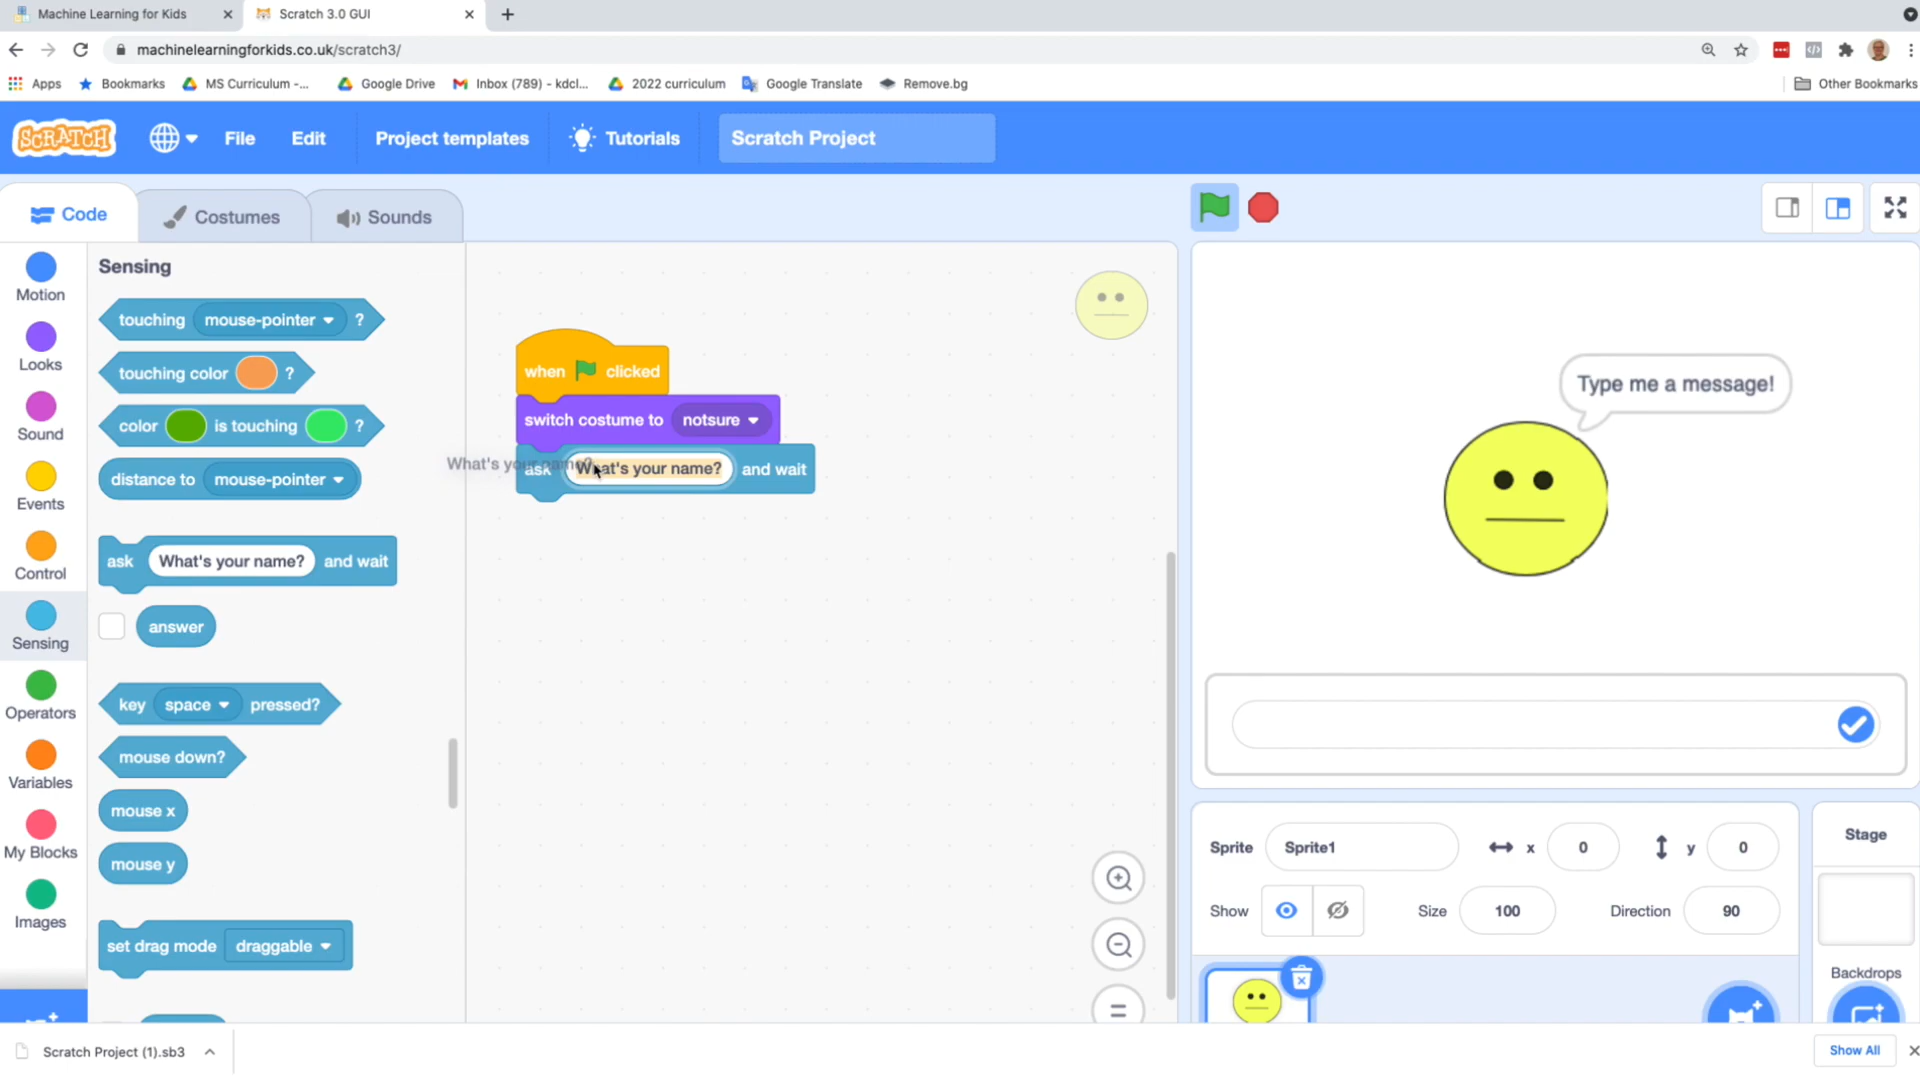 Machine Learning for Kids
Scratch 3.0 GUI
machinelearningforkids.co.uk/scratch3/
Apps
Bookmarks
MS Curriculum -...
Google Drive
Inbox (789) - kdcl...
2022 curriculum
Google Translate
Remove.bg
Other Bookmarks
SCRATCH
File
Edit
Project templates
Tutorials
Scratch Project
Code
Costumes
Sounds
Motion
Looks
Sound
Events
Control
Sensing
Operators
Variables
My Blocks
Images
Sensing
touching mouse-pointer ?
touching color ?
color is touching ?
distance to mouse-pointer
ask What's your name? and wait
answer
key space pressed?
mouse down?
mouse x
mouse y
set drag mode draggable
when clicked
switch costume to notsure
What's your name?
ask What's your name? and wait
Type me a message!
Sprite Sprite1 x 0 y 0
Show Size 100 Direction 90
Stage
Backdrops
Scratch Project (1).sb3
Show All